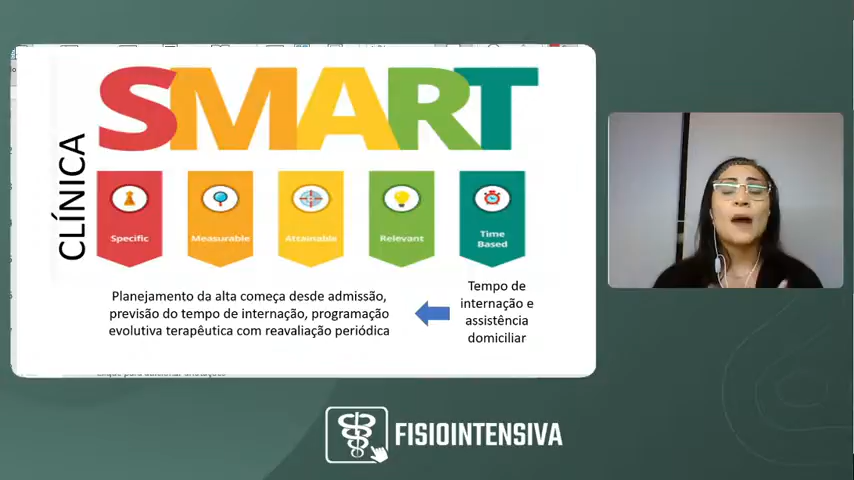 SMART
CLÍNICA
Specific
Measurable
Attainable
Relevant
Time
Based
Planejamento da alta começa desde admissão,
previsão do tempo de internação, programação
evolutiva terapêutica com reavaliação periódica
Tempo de
internação e
assistência
domiciliar
FISIOINTENSIVA